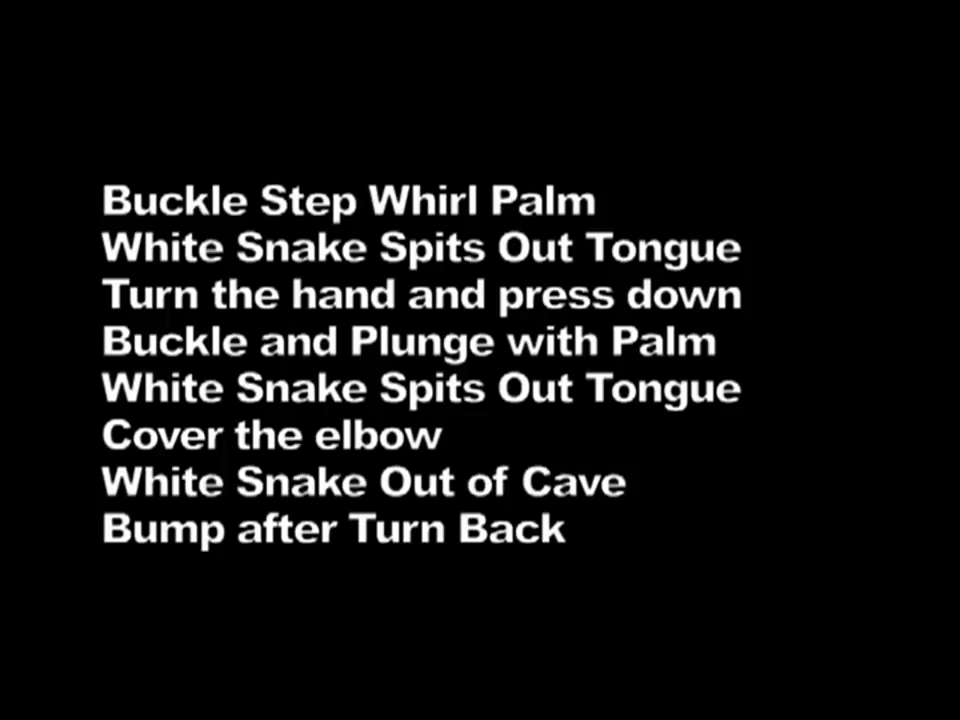 Buckle Step Whirl Palm
White Snake Spits Out Tongue
Turn the hand and press down
Buckle and Plunge with Palm
White Snake Spits Out Tongue
Cover the elbow
White Snake Out of Cave
Bump after Turn Back